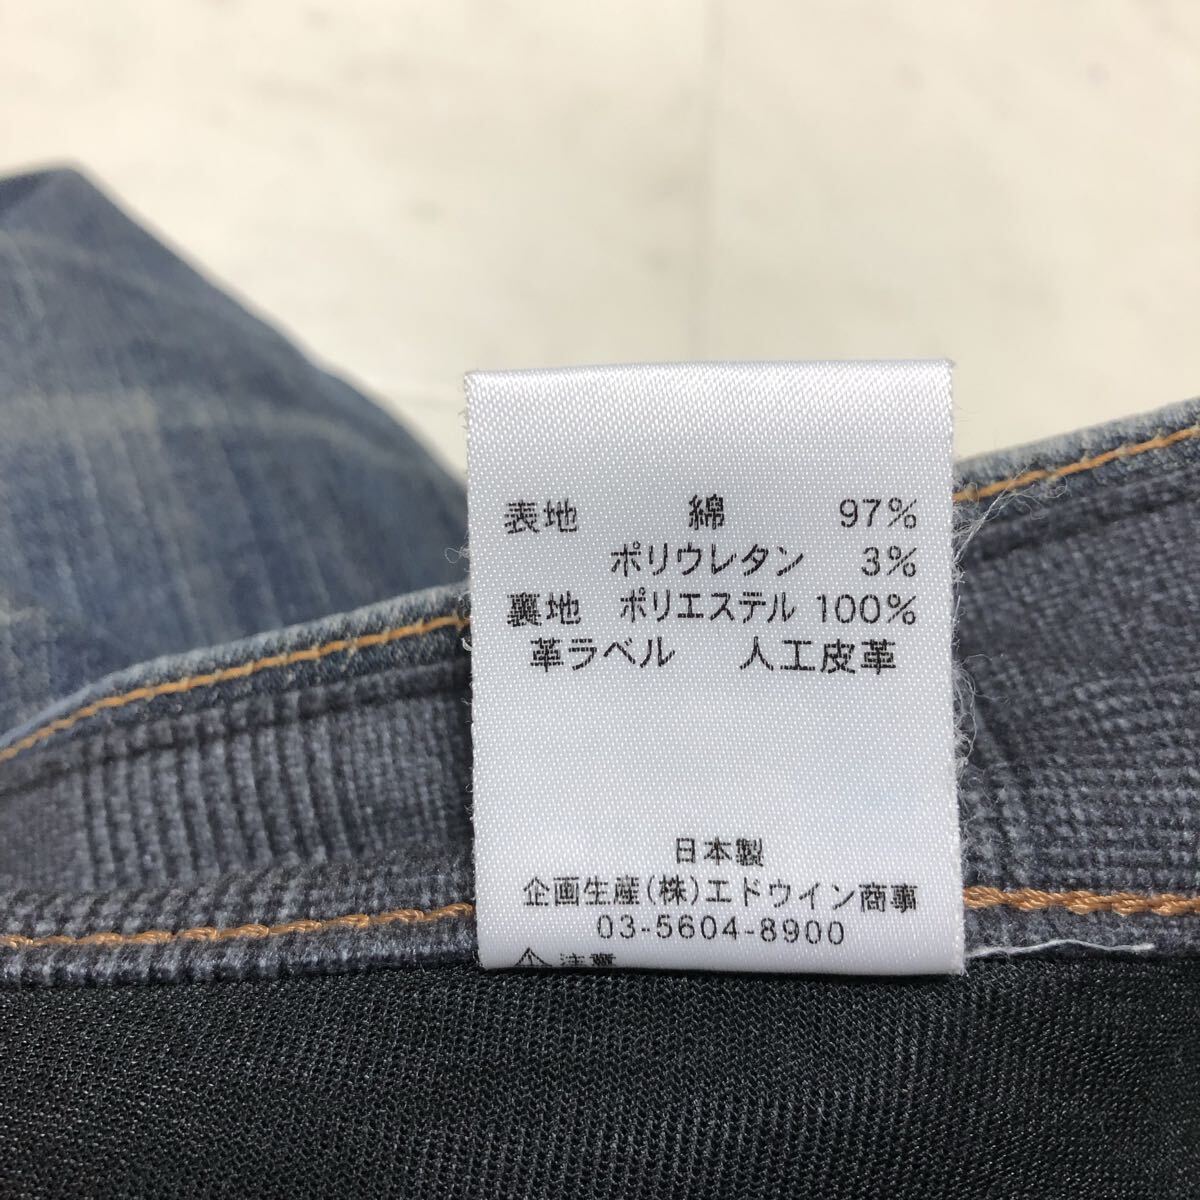 表地 綿 97%
ポリウレタン 3%
裏地 ポリエステル 100%
革ラベル 人工皮革
日本製
企画生産(株)エドウイン商事
03-5604-8900
⚠注意